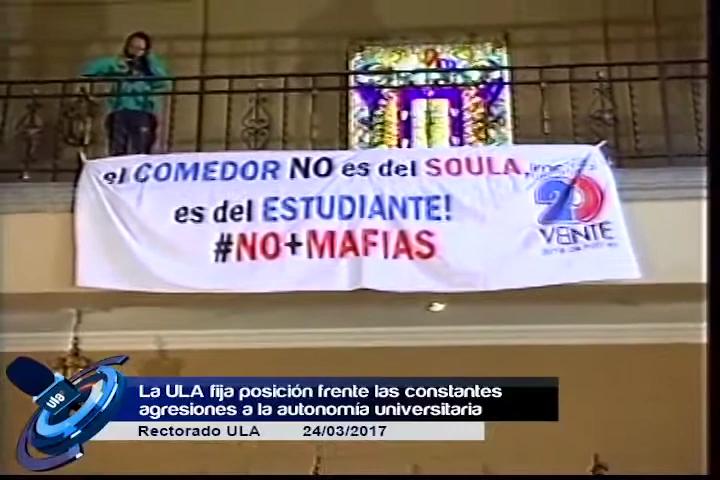 el COMEDOR NO es del SOULA,
es del ESTUDIANTE!
#NO+MAFIAS
20
VENTE
ula
La ULA fija posición frente las constantes
agresiones a la autonomía universitaria
Rectorado ULA 24/03/2017